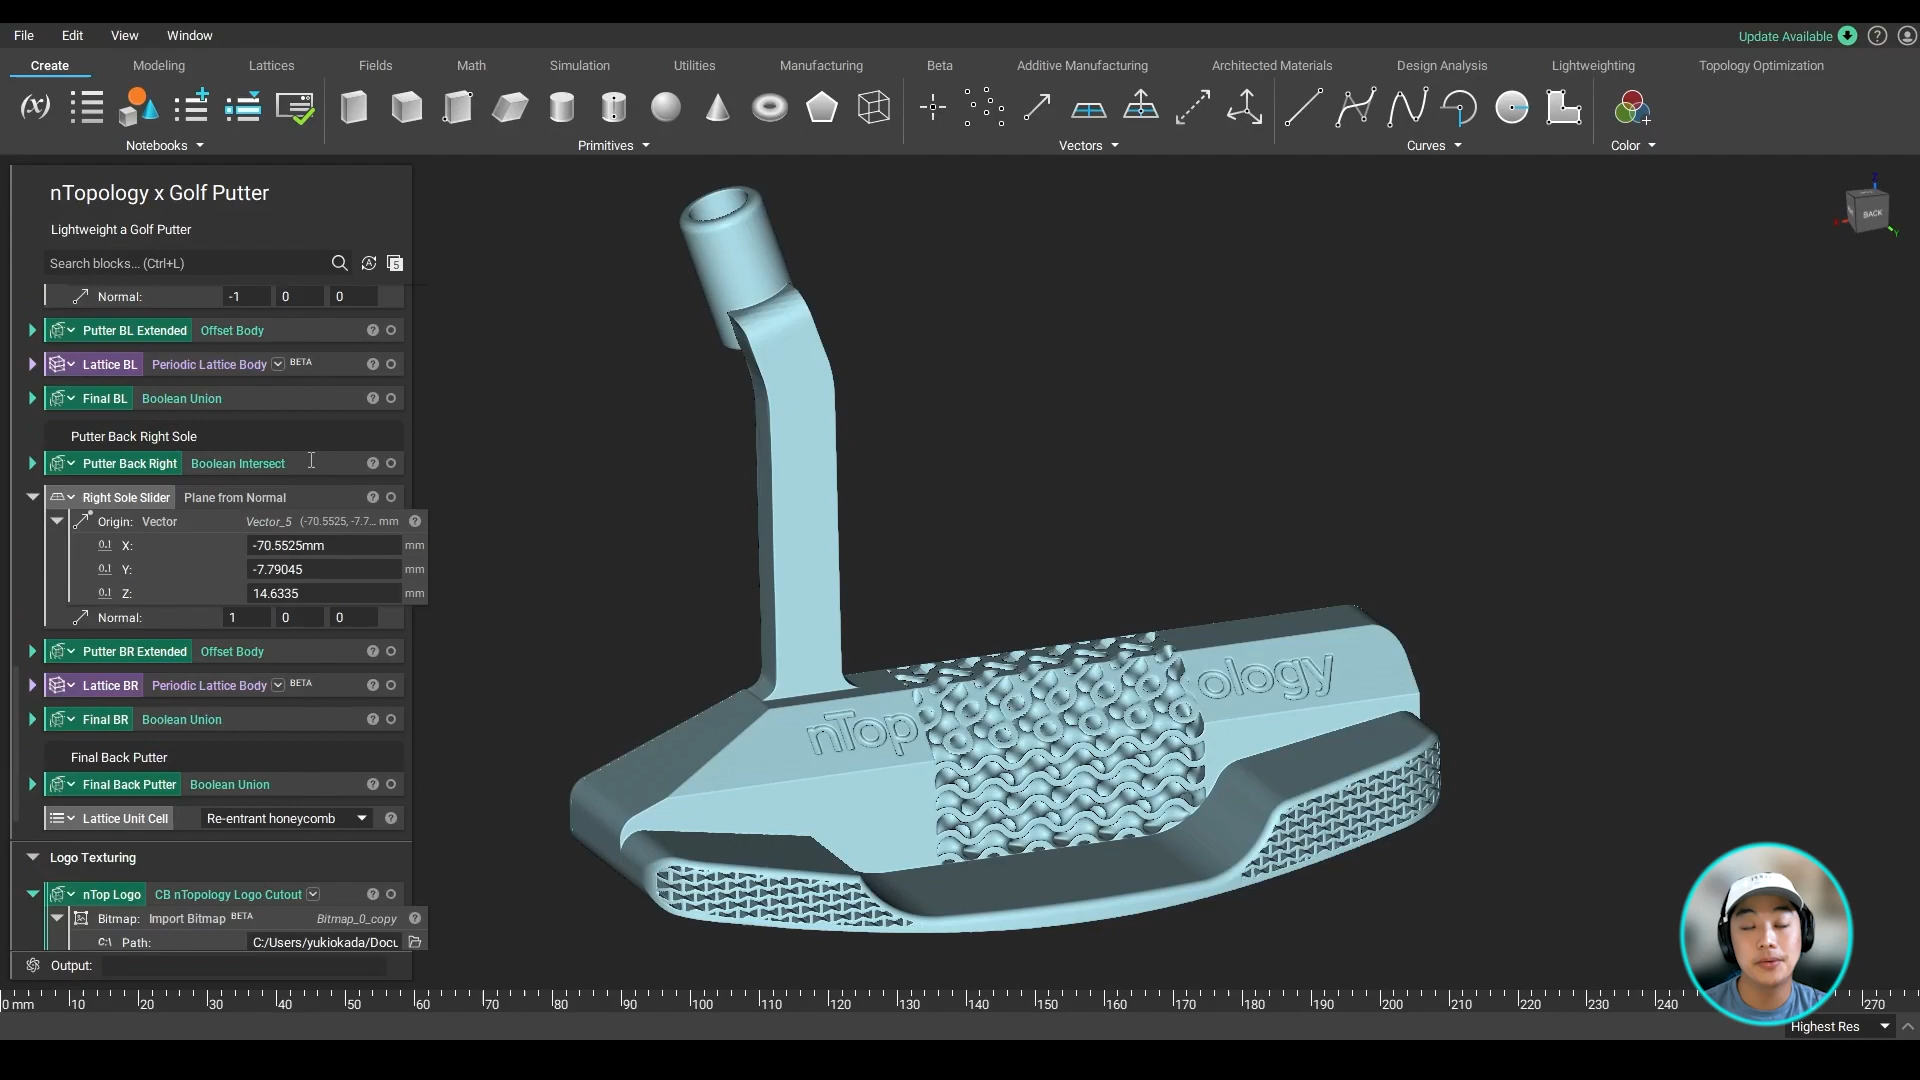 File Edit View Window
Update Available
Create Modeling Lattices Fields Math Simulation Utilities Manufacturing Beta Additive Manufacturing Architected Materials Design Analysis Lightweighting Topology Optimization
Notebooks Primitives Vectors Curves Color
nTopology x Golf Putter
Lightweight a Golf Putter
Search blocks... (Ctrl+L)
5
Normal: -1 0 0
Putter BL Extended Offset Body
Lattice BL Periodic Lattice Body BETA
Final BL Boolean Union
Putter Back Right Sole
Putter Back Right Boolean Intersect
Right Sole Slider Plane from Normal
Origin: Vector Vector_5 (-70.5525, -7.7... mm
0.1 X: -70.5525mm mm
0.1 Y: -7.79045 mm
0.1 Z: 14.6335 mm
Normal: 1 0 0
Putter BR Extended Offset Body
Lattice BR Periodic Lattice Body BETA
Final BR Boolean Union
Final Back Putter
Final Back Putter Boolean Union
Lattice Unit Cell Re-entrant honeycomb
Logo Texturing
nTop Logo CB nTopology Logo Cutout
Bitmap: Import Bitmap BETA Bitmap_0_copy
C:\ Path: C:/Users/yukiokada/Docu
Output:
BACK
Z
Y
nTop ology
0 mm 10 20 30 40 50 60 70 80 90 100 110 120 130 140 150 160 170 180 190 200 210 220 230 240 270
Highest Res